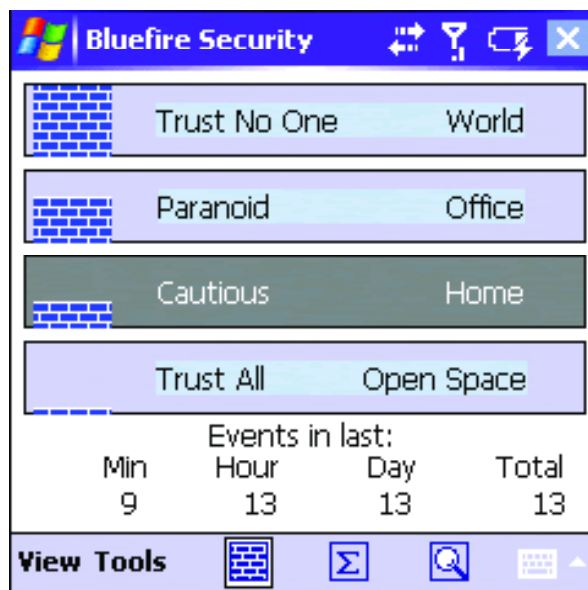 Bluefire Security
Trust No One World
Paranoid Office
Cautious Home
Trust All Open Space
Events in last:
Min Hour Day Total
9 13 13 13
View Tools Σ